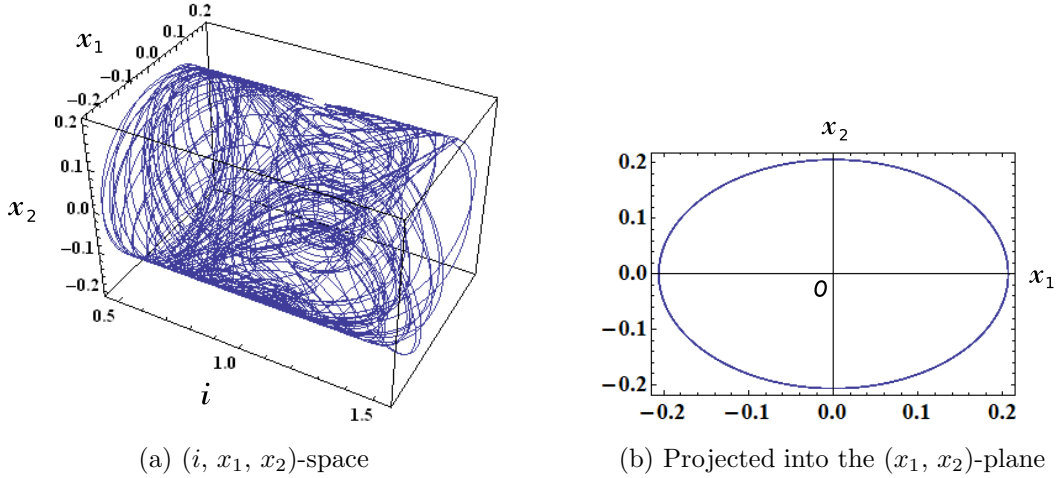 0.2
0.1
x₁
0.0
−0.1
−0.2
0.2
0.1
x₂
0.0
−0.1
−0.2
0.5
1.0
i
1.5
(a) (i, x₁, x₂)-space
x₂
0.2
0.1
0.0
O
x₁
−0.1
−0.2
−0.2 −0.1 0.0 0.1 0.2
(b) Projected into the (x₁, x₂)-plane